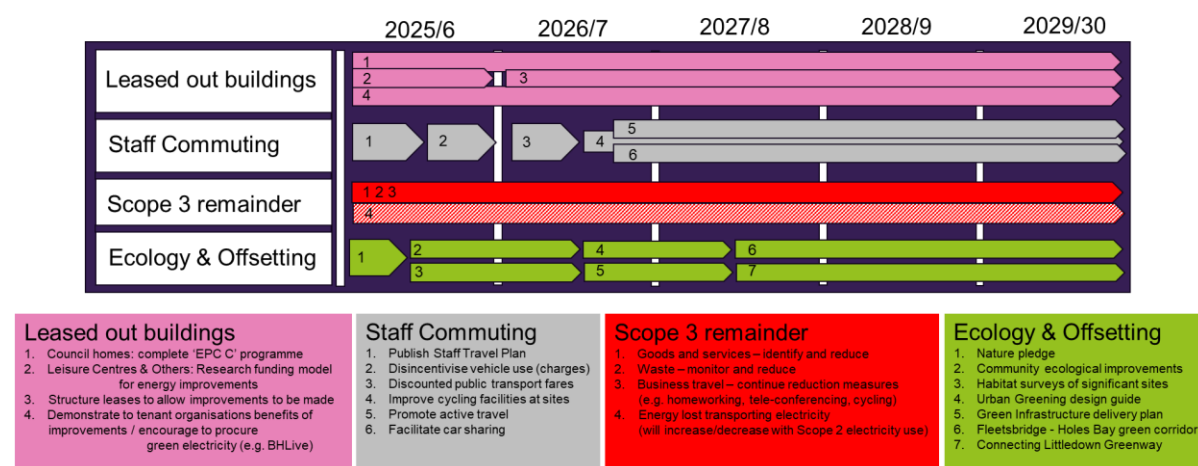 2025/6 2026/7 2027/8 2028/9 2029/30
Leased out buildings
1
2 3
4
Staff Commuting
1 2 3 4 5
6
Scope 3 remainder
1 2 3
4
Ecology & Offsetting
1 2 4 6
3 5 7
Leased out buildings
1. Council homes: complete 'EPC C' programme
2. Leisure Centres & Others: Research funding model
for energy improvements
3. Structure leases to allow improvements to be made
4. Demonstrate to tenant organisations benefits of
improvements / encourage to procure
green electricity (e.g. BHLive)
Staff Commuting
1. Publish Staff Travel Plan
2. Disincentivise vehicle use (charges)
3. Discounted public transport fares
4. Improve cycling facilities at sites
5. Promote active travel
6. Facilitate car sharing
Scope 3 remainder
1. Goods and services – identify and reduce
2. Waste – monitor and reduce
3. Business travel – continue reduction measures
(e.g. homeworking, tele-conferencing, cycling)
4. Energy lost transporting electricity
(will increase/decrease with Scope 2 electricity use)
Ecology & Offsetting
1. Nature pledge
2. Community ecological improvements
3. Habitat surveys of significant sites
4. Urban Greening design guide
5. Green Infrastructure delivery plan
6. Fleetsbridge - Holes Bay green corridor
7. Connecting Littledown Greenway